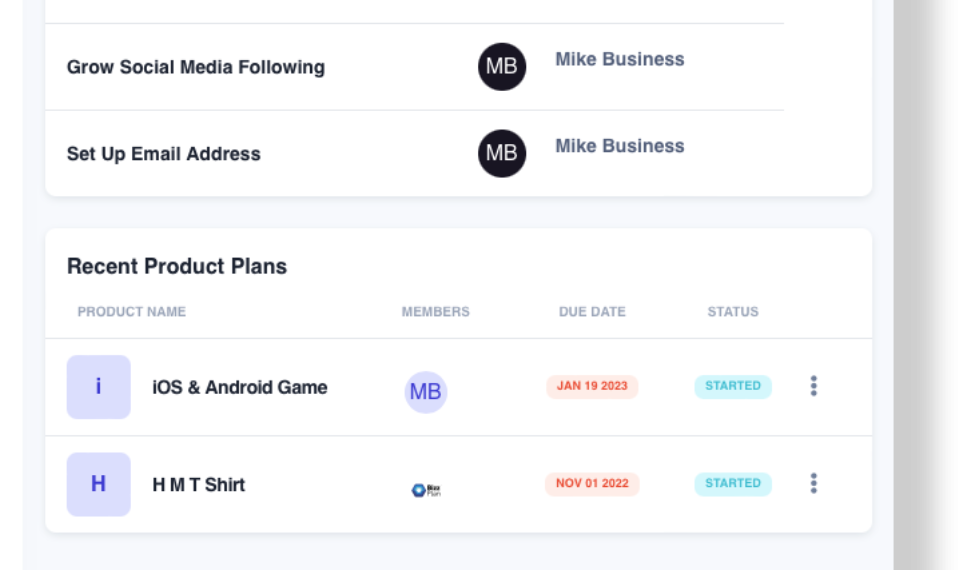 Grow Social Media Following MB Mike Business
Set Up Email Address MB Mike Business
Recent Product Plans
PRODUCT NAME MEMBERS DUE DATE STATUS
i iOS & Android Game MB JAN 19 2023 STARTED
H H M T Shirt NOV 01 2022 STARTED
Plan